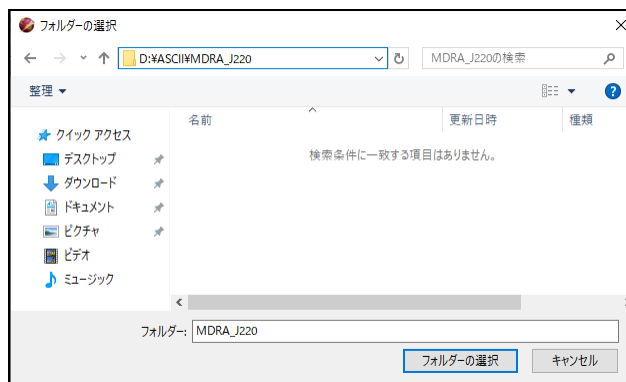 フォルダーの選択
D:¥ASCII¥MDRA_J220
MDRA_J220の検索
整理
名前
更新日時
種類
検索条件に一致する項目はありません。
クイック アクセス
デスクトップ
ダウンロード
ドキュメント
ピクチャ
ビデオ
ミュージック
フォルダー: MDRA_J220
フォルダーの選択
キャンセル